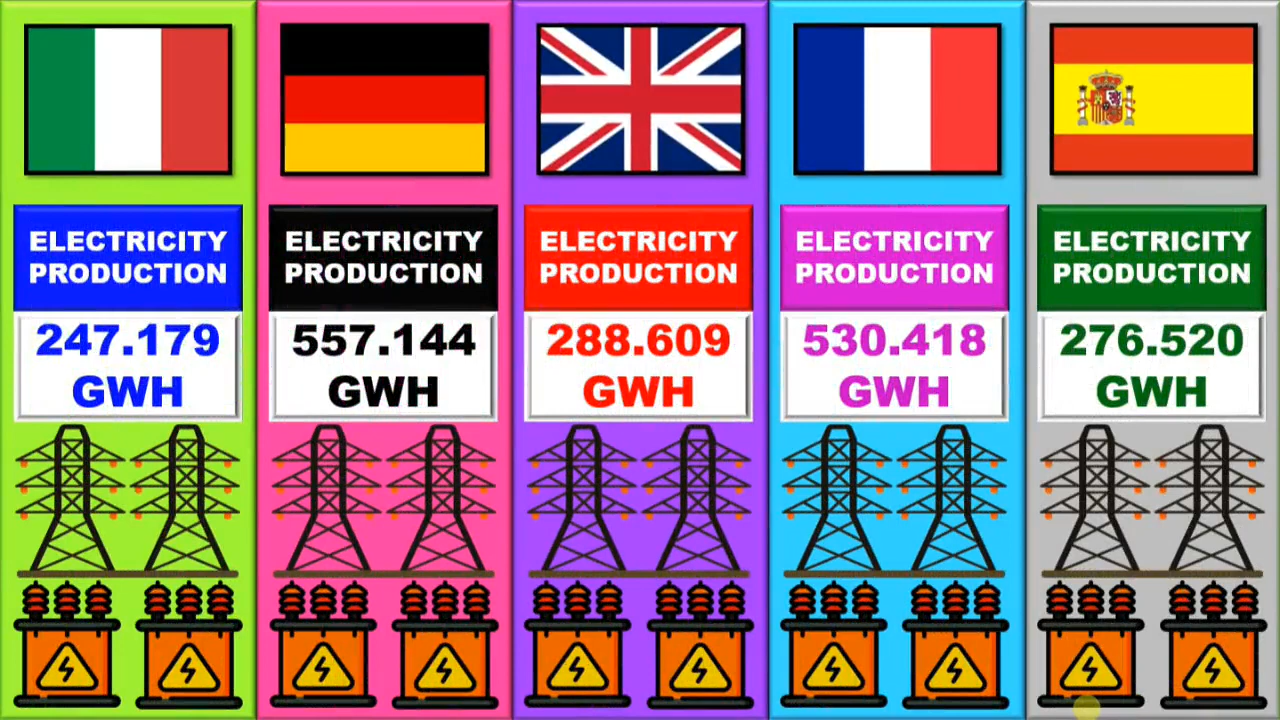 ELECTRICITY
PRODUCTION
247.179
GWH
ELECTRICITY
PRODUCTION
557.144
GWH
ELECTRICITY
PRODUCTION
288.609
GWH
ELECTRICITY
PRODUCTION
530.418
GWH
ELECTRICITY
PRODUCTION
276.520
GWH